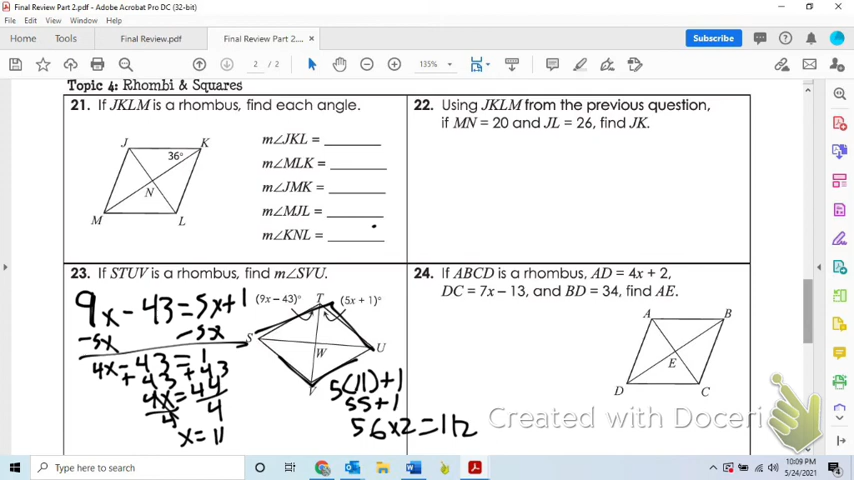 Final Review Part 2.pdf - Adobe Acrobat Pro DC (32-bit)
File Edit View Window Help
Home Tools Final Review.pdf Final Review Part 2.... × Subscribe
2 / 2 135%
Topic 4: Rhombi & Squares
21. If JKLM is a rhombus, find each angle.
J K
36°
N
M L
m∠JKL = ________
m∠MLK = ________
m∠JMK = ________
m∠MJL = ________
m∠KNL = ________
22. Using JKLM from the previous question,
if MN = 20 and JL = 26, find JK.
23. If STUV is a rhombus, find m∠SVU.
9x - 43 = 5x+1
-5x -5x
4x - 43 = 1
+43 +43
4x = 44
4 4
x = 11
(9x – 43)° T (5x + 1)°
S U
W
5(11)+1
55+1
56x2=112
24. If ABCD is a rhombus, AD = 4x + 2,
DC = 7x – 13, and BD = 34, find AE.
A B
E
D C
Created with Doceri
Type here to search
10:09 PM
5/24/2021
4